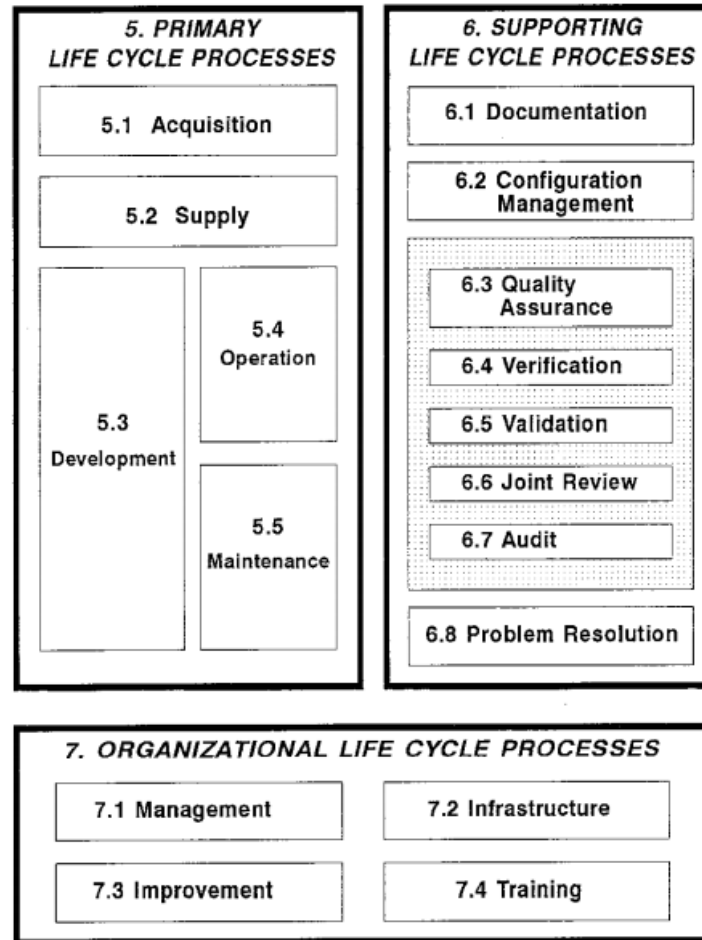 5. PRIMARY
LIFE CYCLE PROCESSES
5.1 Acquisition
5.2 Supply
5.3
Development
5.4
Operation
5.5
Maintenance
6. SUPPORTING
LIFE CYCLE PROCESSES
6.1 Documentation
6.2 Configuration
Management
6.3 Quality
Assurance
6.4 Verification
6.5 Validation
6.6 Joint Review
6.7 Audit
6.8 Problem Resolution
7. ORGANIZATIONAL LIFE CYCLE PROCESSES
7.1 Management
7.2 Infrastructure
7.3 Improvement
7.4 Training